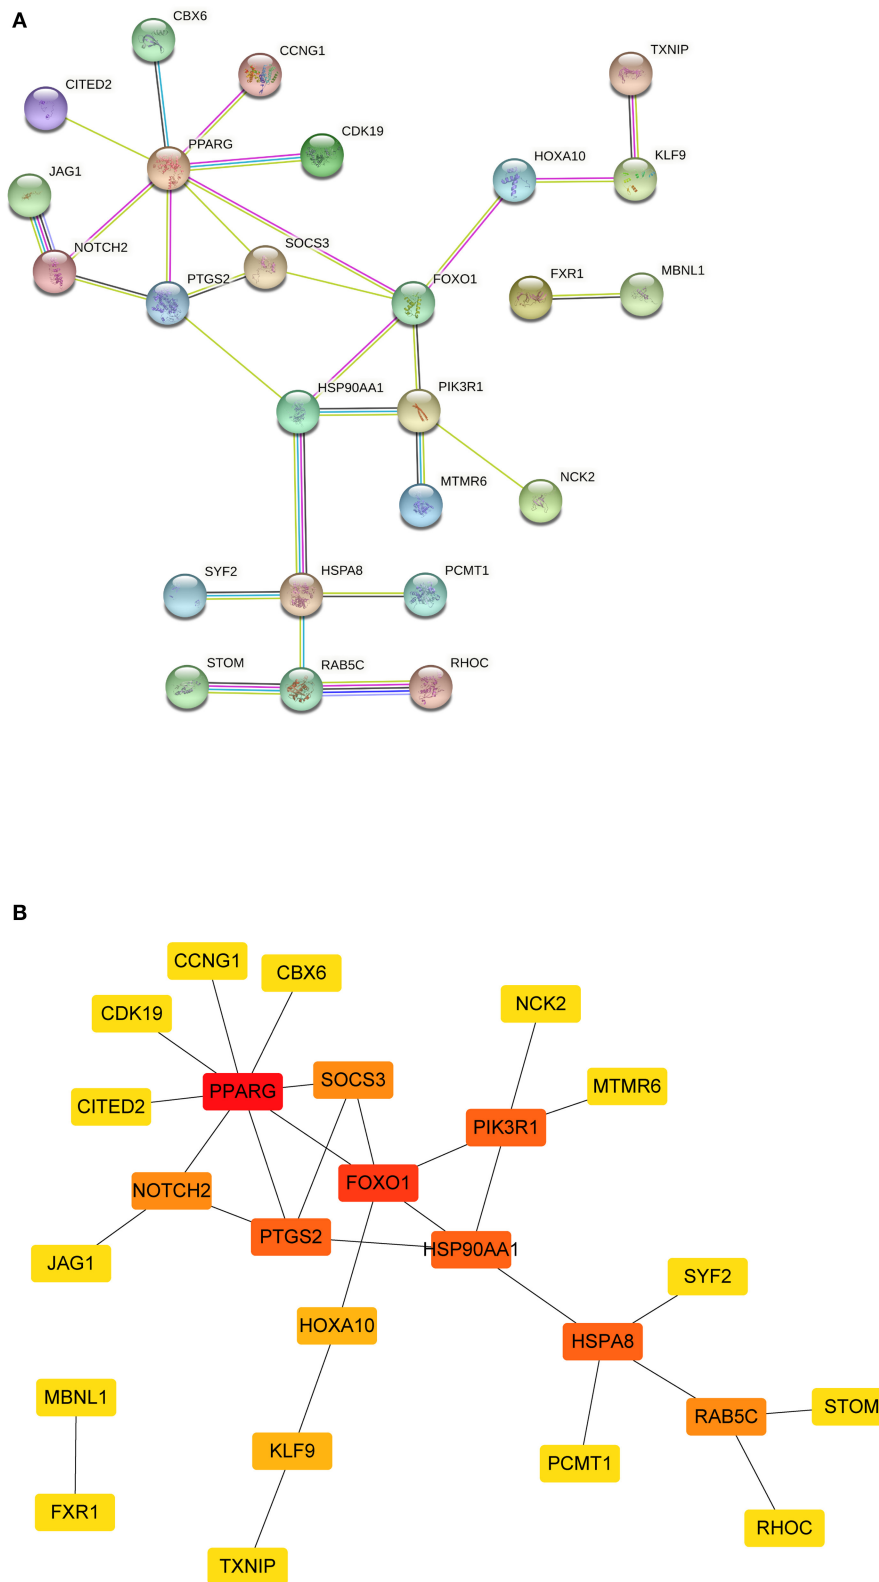 A
CBX6
CCNG1
TXNIP
CITED2
CDK19
PPARG
HOXA10
KLF9
JAG1
NOTCH2
SOCS3
PTGS2
FOXO1
FXR1
MBNL1
HSP90AA1
PIK3R1
MTMR6
NCK2
SYF2
HSPA8
PCMT1
STOM
RAB5C
RHOC
B
CCNG1
CBX6
NCK2
CDK19
SOCS3
MTMR6
PPARG
CITED2
PIK3R1
FOXO1
NOTCH2
PTGS2
HSP90AA1
JAG1
SYF2
HOXA10
HSPA8
MBNL1
STOM
RAB5C
KLF9
PCMT1
FXR1
RHOC
TXNIP